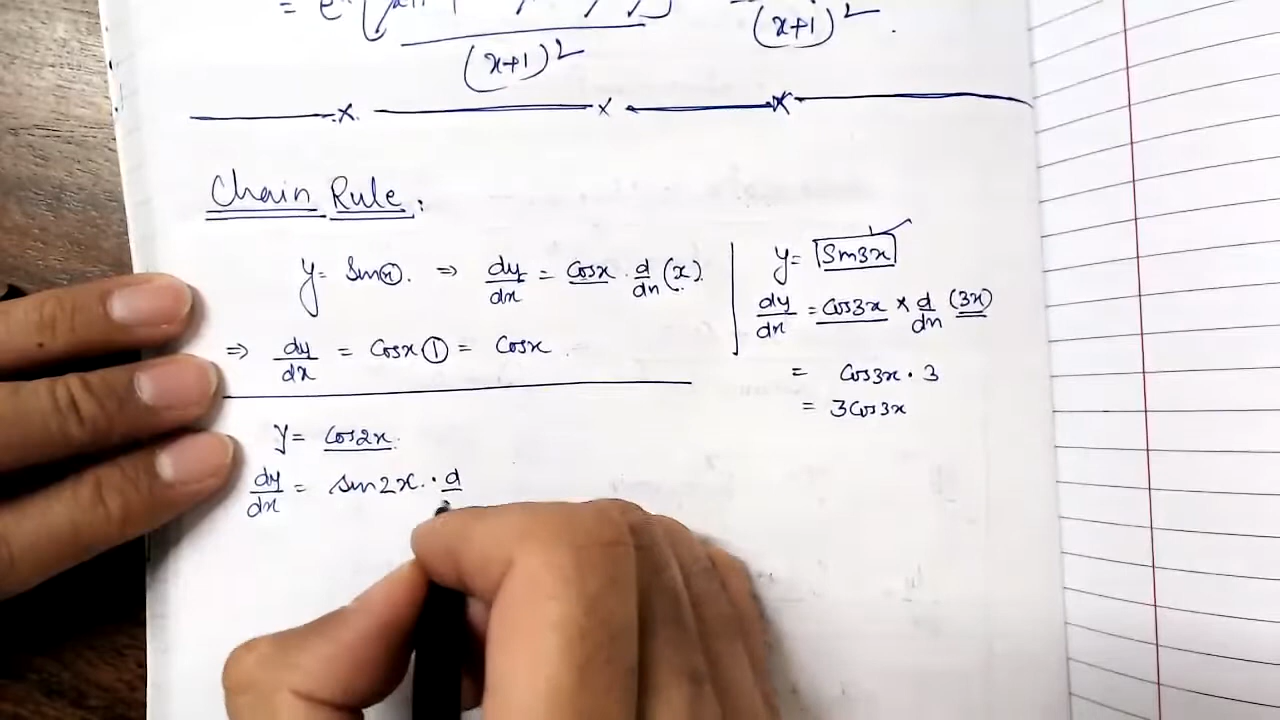 = e
(x+1)²
(x+1)² .
Chain Rule:
y = Sin(x). ⇒ dy/dx = Cosx . d/dx (x).
⇒ dy/dx = Cosx (1) = Cosx .
y = Sin3x
dy/dx = Cos3x × d/dx (3x)
= Cos3x . 3
= 3Cos3x
y = Cos2x.
dy/dx = sin2x . d